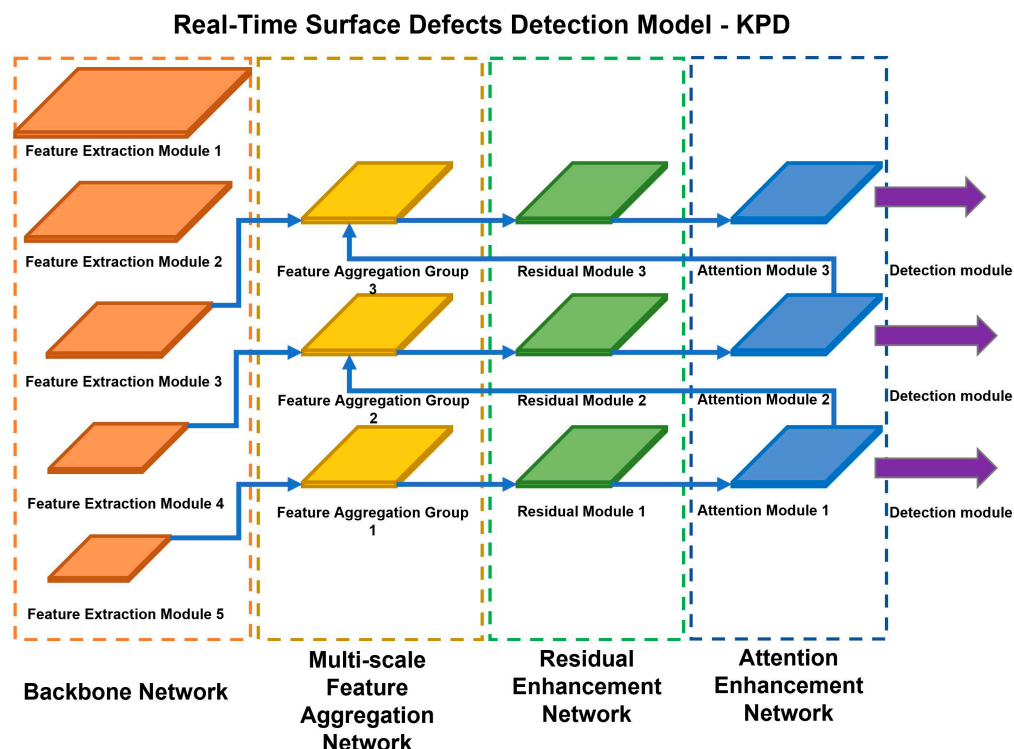 Real-Time Surface Defects Detection Model - KPD
Feature Extraction Module 1
Feature Extraction Module 2
Feature Extraction Module 3
Feature Extraction Module 4
Feature Extraction Module 5
Feature Aggregation Group
3
Feature Aggregation Group
2
Feature Aggregation Group
1
Residual Module 3
Residual Module 2
Residual Module 1
Attention Module 3
Attention Module 2
Attention Module 1
Detection module
Detection module
Detection module
Backbone Network
Multi-scale
Feature
Aggregation
Network
Residual
Enhancement
Network
Attention
Enhancement
Network